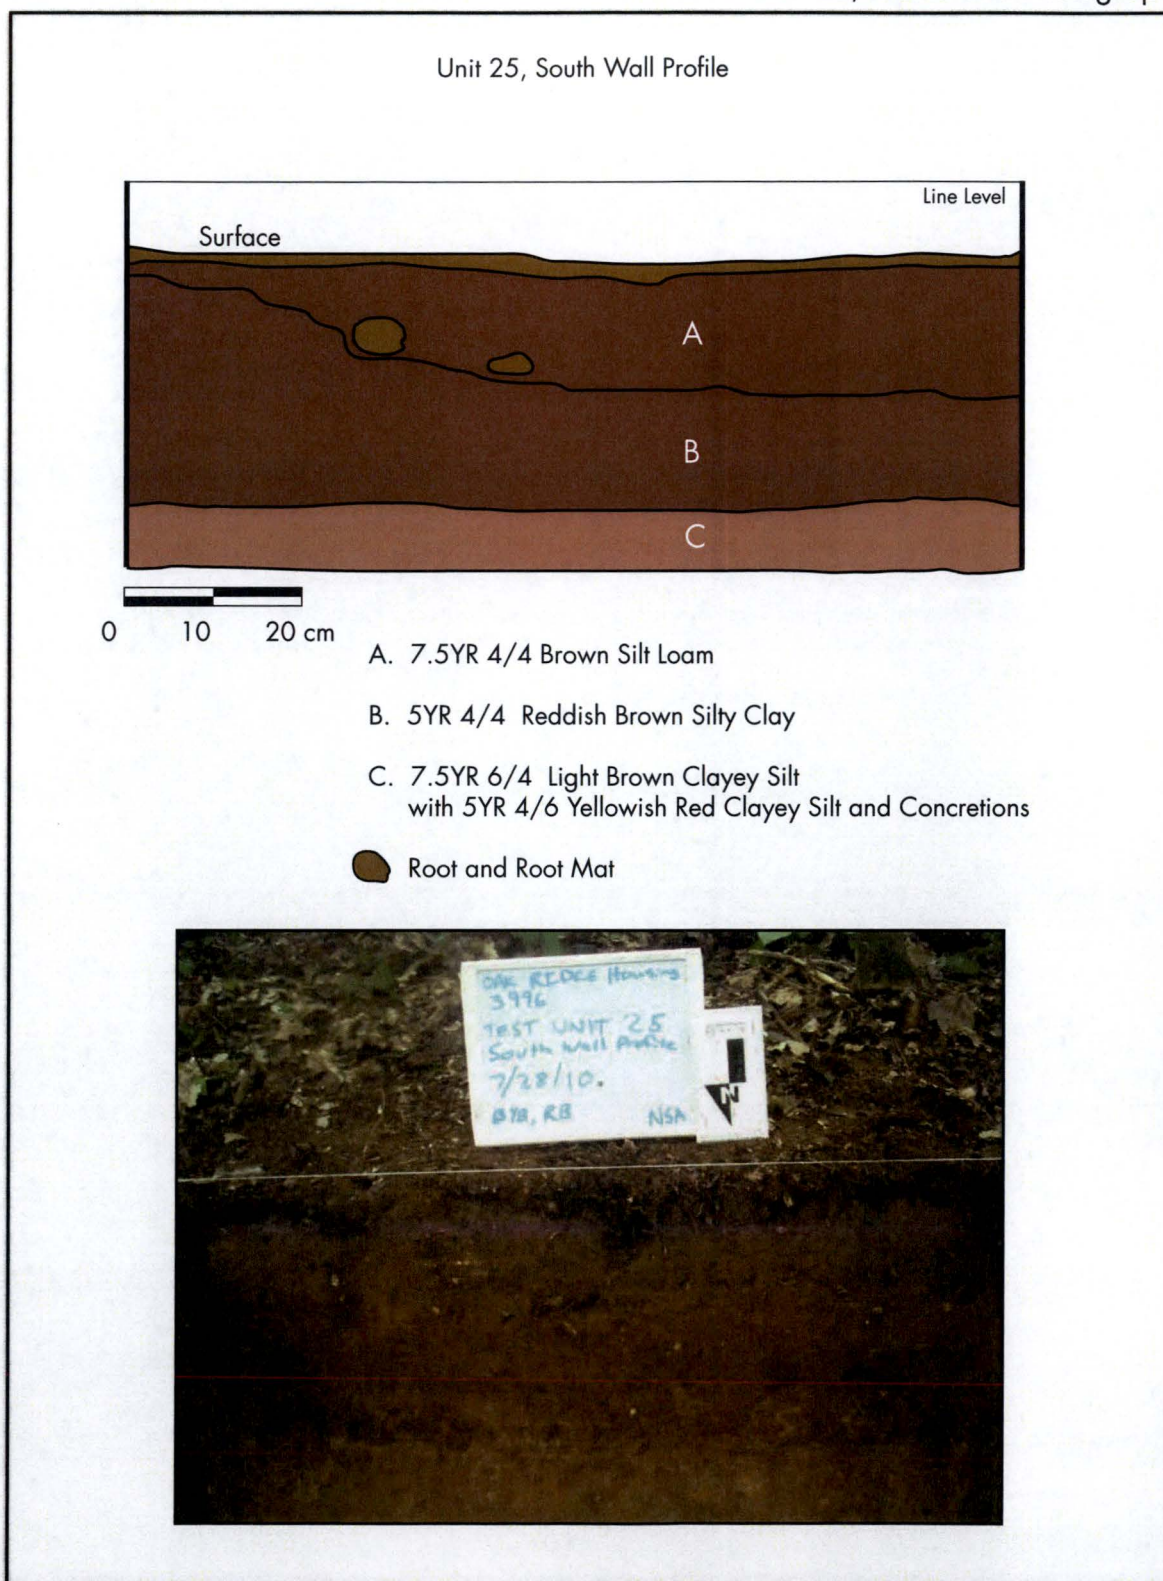 Unit 25, South Wall Profile
Line Level
Surface
A
B
C
0 10 20 cm
A. 7.5YR 4/4 Brown Silt Loam
B. 5YR 4/4 Reddish Brown Silty Clay
C. 7.5YR 6/4 Light Brown Clayey Silt
with 5YR 4/6 Yellowish Red Clayey Silt and Concretions
Root and Root Mat
OAK RIDGE Housing
3996
TEST UNIT 25
South Wall Profile
7/28/10.
BYB, RB NSA
N